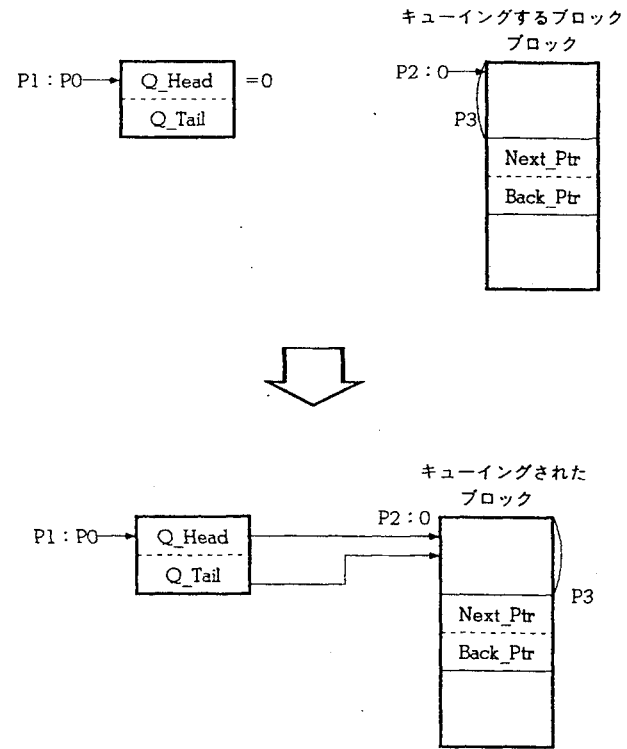 キューイングするブロック
ブロック
P1：P0
Q_Head
=0
Q_Tail
P2：0
P3
Next_Ptr
Back_Ptr
キューイングされた
ブロック
P1：P0
Q_Head
Q_Tail
P2：0
P3
Next_Ptr
Back_Ptr